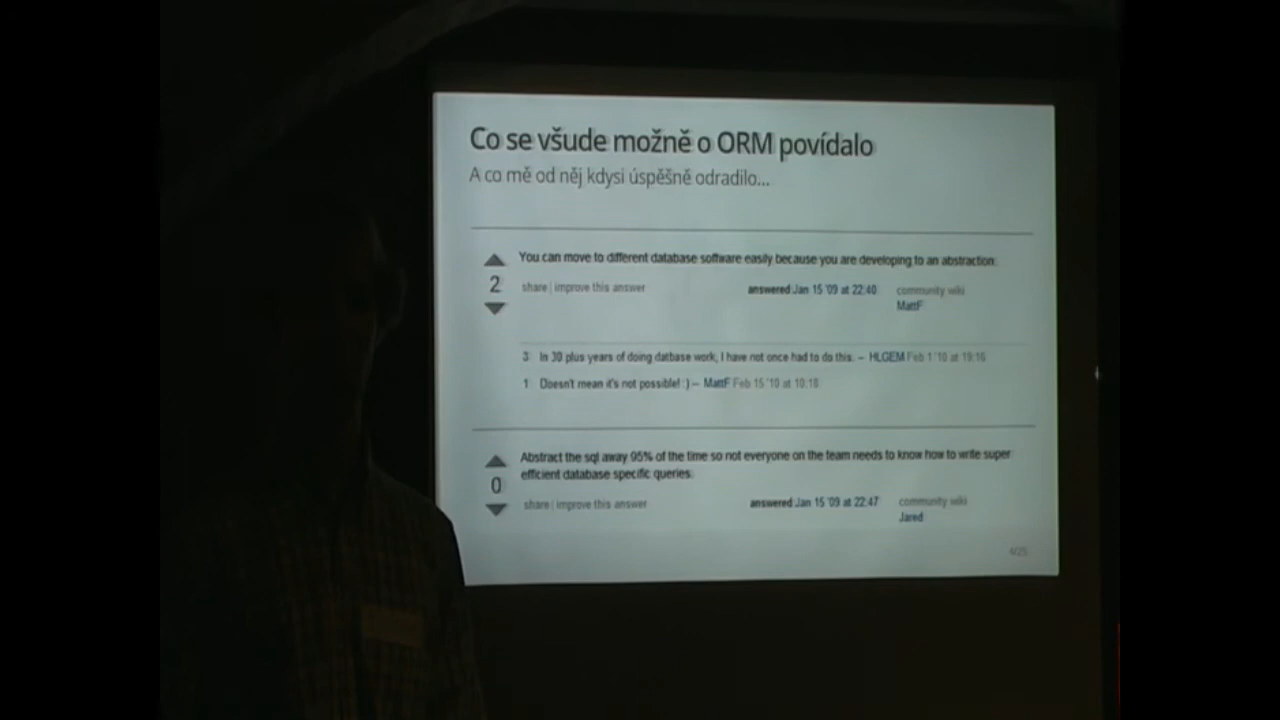 Co se všude možně o ORM povídalo
A co mě od něj kdysi úspěšně odradilo...
You can move to different database software easily because you are developing to an abstraction.
2
share | improve this answer
answered Jan 15 '09 at 22:40
community wiki
MattF
3 In 30 plus years of doing datbase work, I have not once had to do this. – HLGEM Feb 1 '10 at 19:16
1 Doesn't mean it's not possible! :) – MattF Feb 15 '10 at 10:18
Abstract the sql away 95% of the time so not everyone on the team needs to know how to write super
efficient database specific queries.
0
share | improve this answer
answered Jan 15 '09 at 22:47
community wiki
Jared
4/25